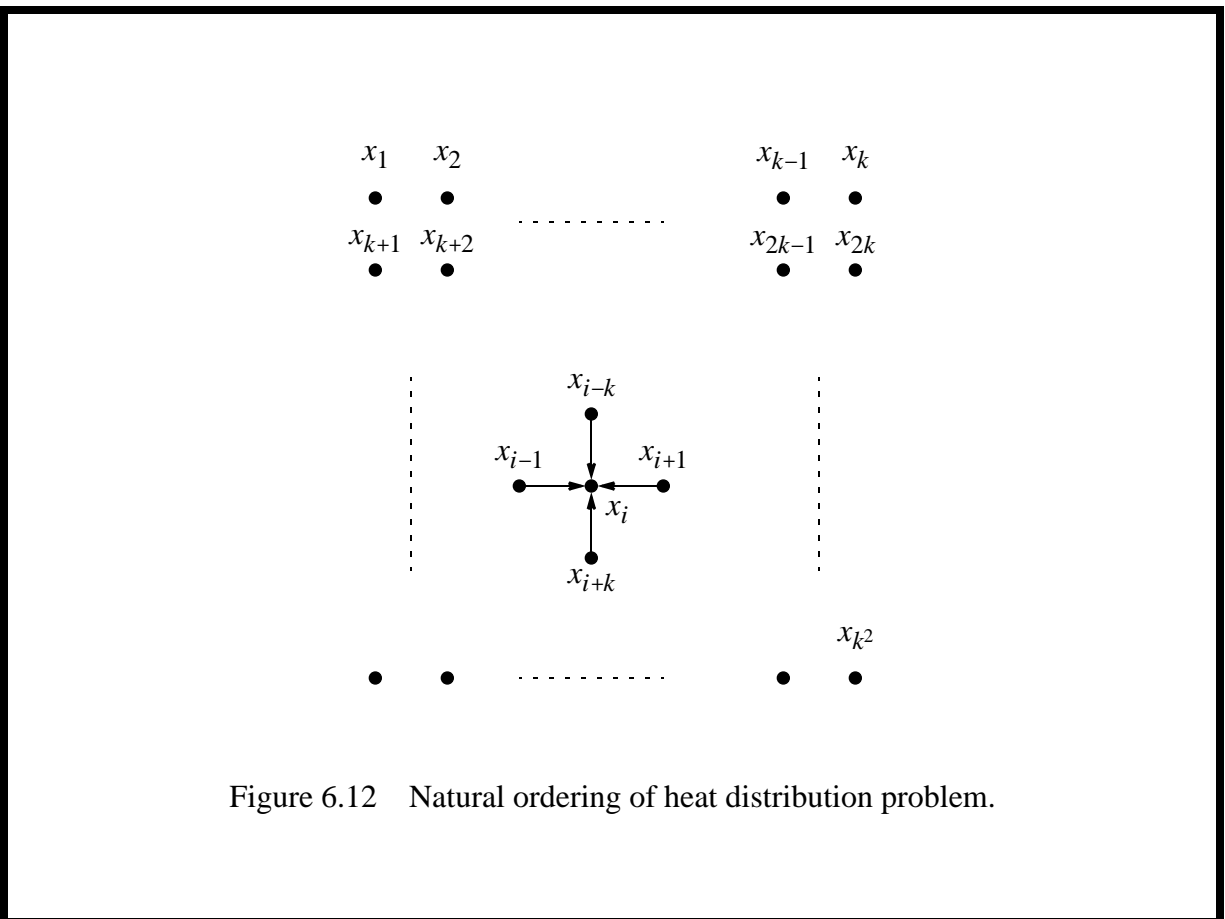 x1 x2 xk−1 xk
xk+1 xk+2 x2k−1 x2k
xi−k
xi−1 xi+1
xi
xi+k
xk2
Figure 6.12 Natural ordering of heat distribution problem.